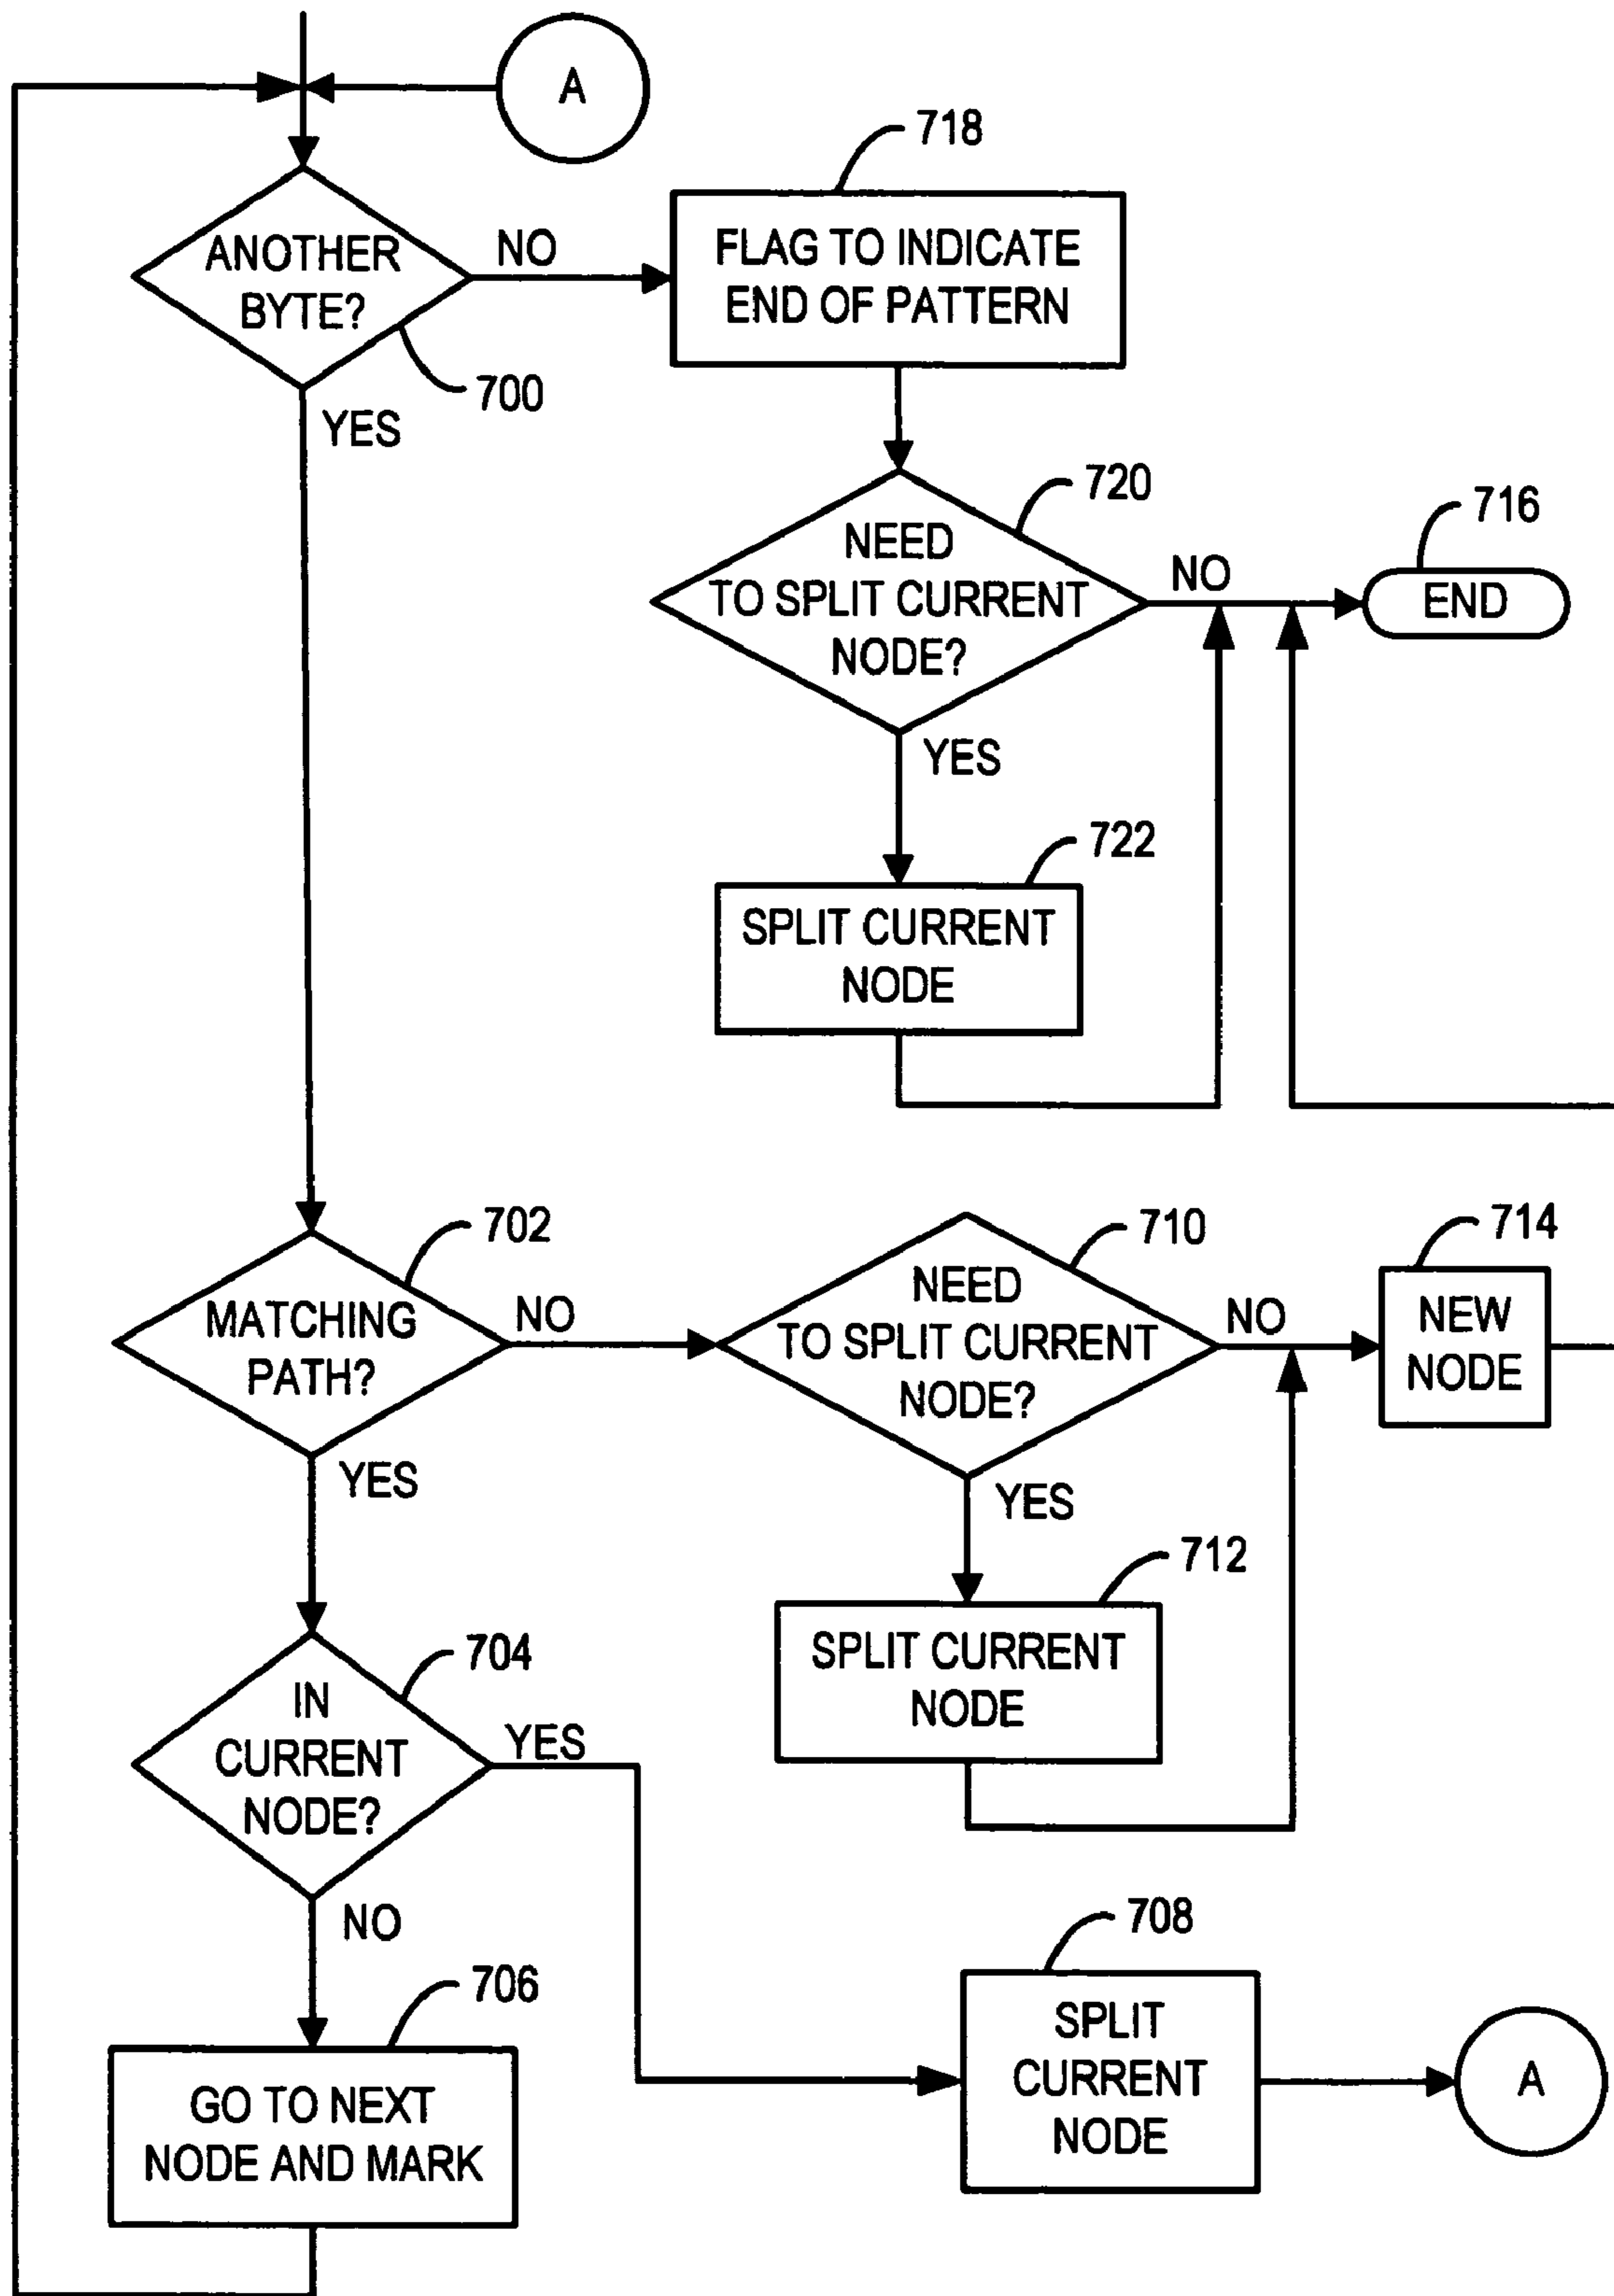 A
718
FLAG TO INDICATE
END OF PATTERN
ANOTHER
BYTE?
NO
700
YES
720
NEED
TO SPLIT CURRENT
NODE?
NO
716
END
YES
722
SPLIT CURRENT
NODE
702
MATCHING
PATH?
NO
710
NEED
TO SPLIT CURRENT
NODE?
NO
714
NEW
NODE
YES
YES
712
SPLIT CURRENT
NODE
704
IN
CURRENT
NODE?
YES
NO
708
SPLIT
CURRENT
NODE
A
706
GO TO NEXT
NODE AND MARK